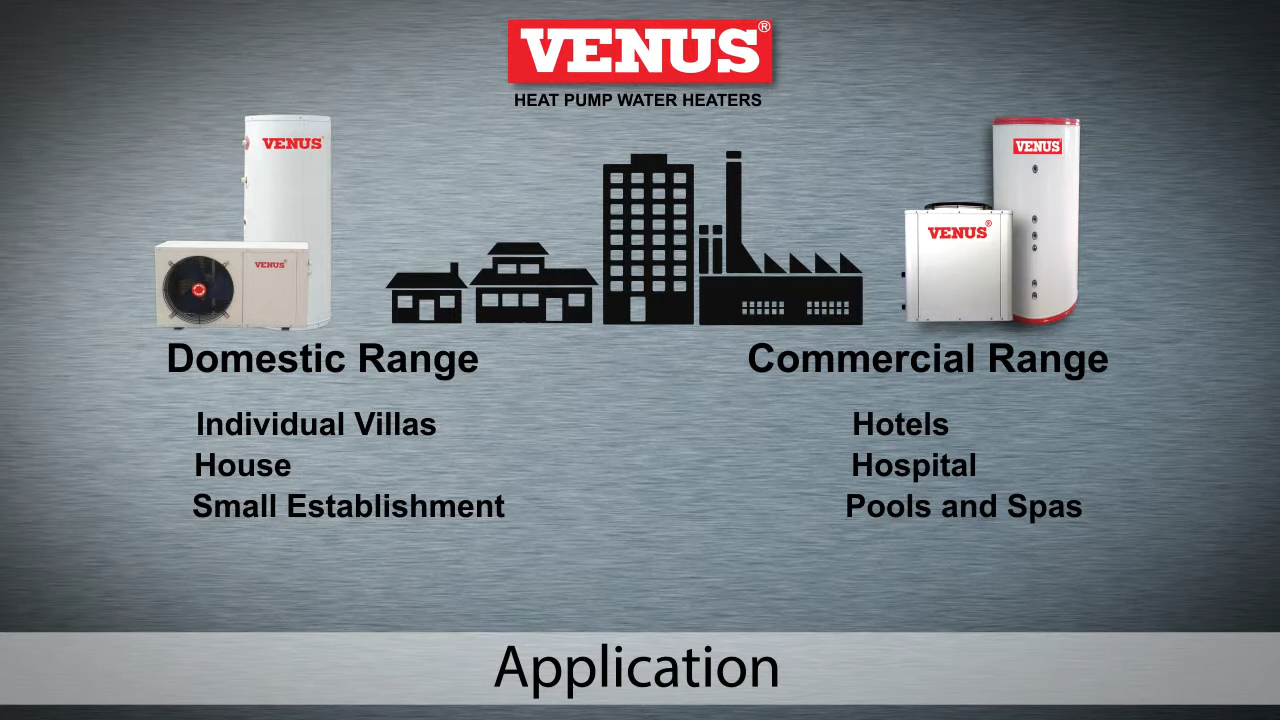 VENUS®
HEAT PUMP WATER HEATERS
VENUS
VENUS
VENUS®
VENUS®
Domestic Range
Commercial Range
Individual Villas
House
Small Establishment
Hotels
Hospital
Pools and Spas
Application